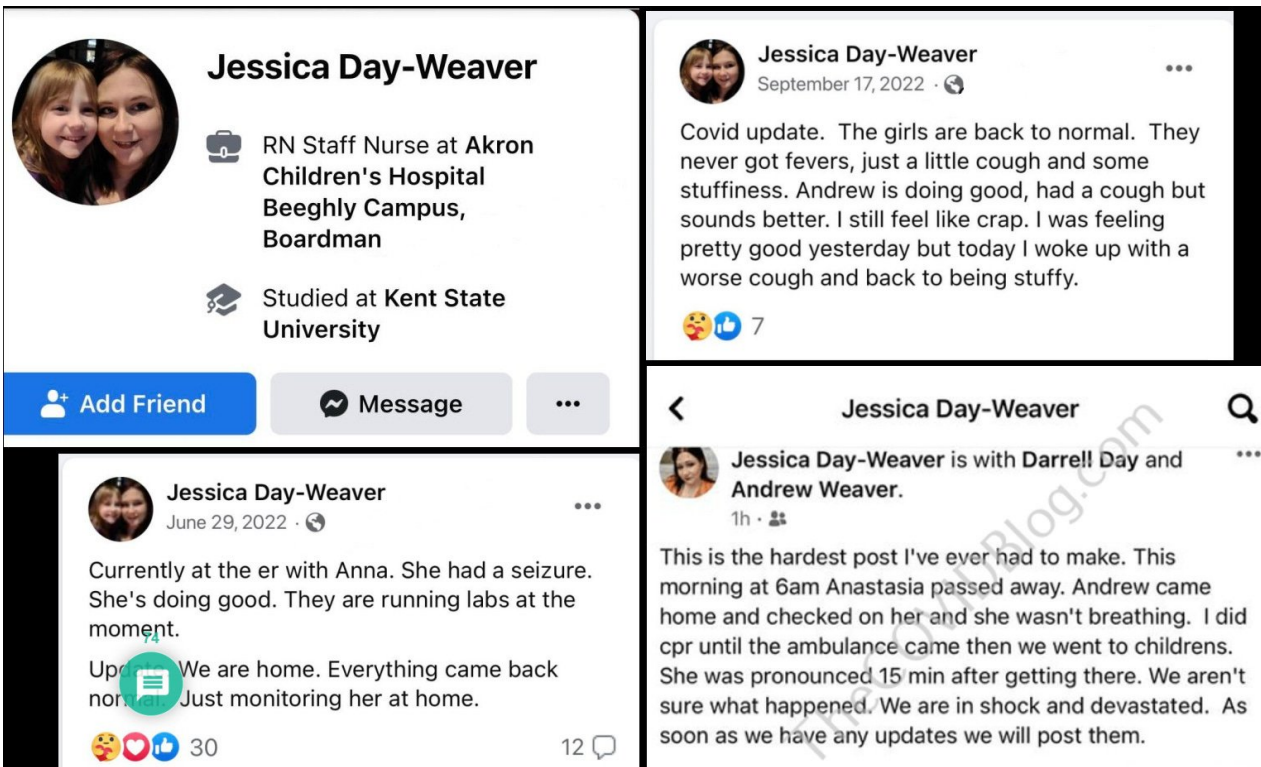 Jessica Day-Weaver
RN Staff Nurse at Akron
Children's Hospital
Beeghly Campus,
Boardman
Studied at Kent State
University
Add Friend
Message
Jessica Day-Weaver
September 17, 2022
Covid update. The girls are back to normal. They
never got fevers, just a little cough and some
stuffiness. Andrew is doing good, had a cough but
sounds better. I still feel like crap. I was feeling
pretty good yesterday but today I woke up with a
worse cough and back to being stuffy.
7
Jessica Day-Weaver
June 29, 2022
Currently at the er with Anna. She had a seizure.
She's doing good. They are running labs at the
moment.
74
Update. We are home. Everything came back
normal. Just monitoring her at home.
30
12
Jessica Day-Weaver
Jessica Day-Weaver is with Darrell Day and
Andrew Weaver.
1h
This is the hardest post I've ever had to make. This
morning at 6am Anastasia passed away. Andrew came
home and checked on her and she wasn't breathing. I did
cpr until the ambulance came then we went to childrens.
She was pronounced 15 min after getting there. We aren't
sure what happened. We are in shock and devastated. As
soon as we have any updates we will post them.
TheCOVIDBlog.com